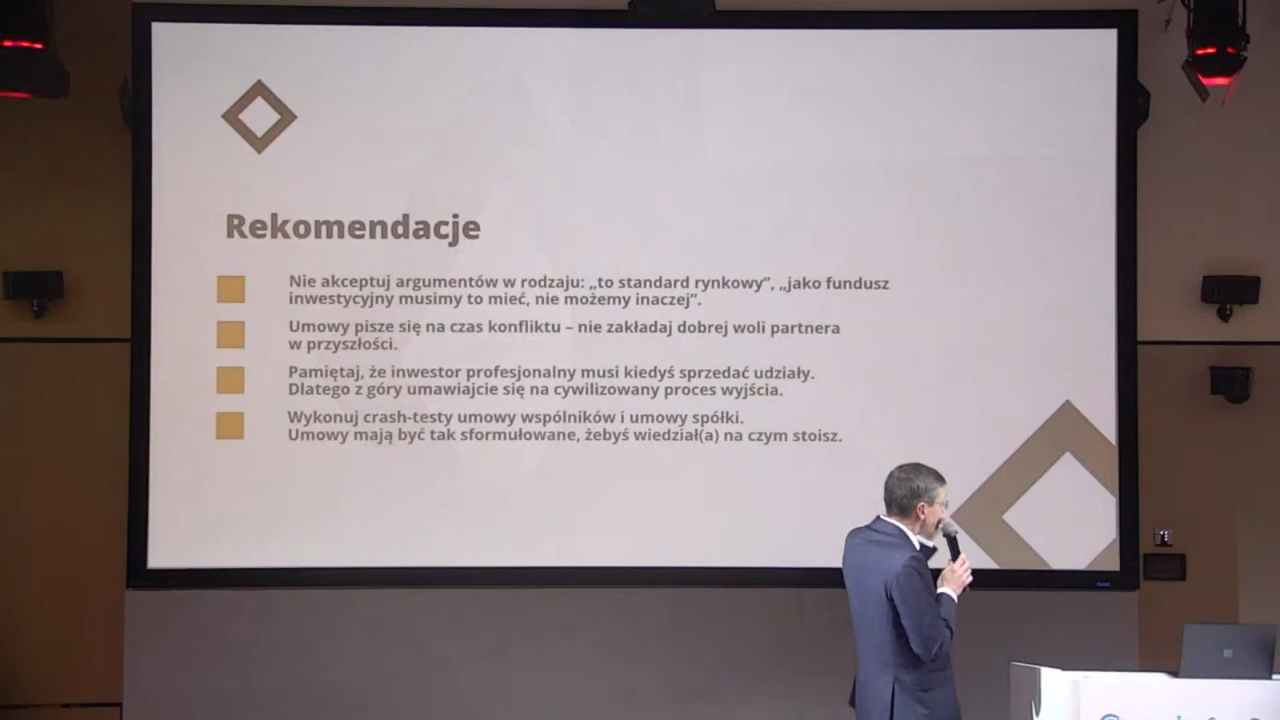 Rekomendacje
Nie akceptuj argumentów w rodzaju: „to standard rynkowy”, „jako fundusz
inwestycyjny musimy to mieć, nie możemy inaczej”.
Umowy pisze się na czas konfliktu – nie zakładaj dobrej woli partnera
w przyszłości.
Pamiętaj, że inwestor profesjonalny musi kiedyś sprzedać udziały.
Dlatego z góry umawiajcie się na cywilizowany proces wyjścia.
Wykonuj crash-testy umowy wspólników i umowy spółki.
Umowy mają być tak sformułowane, żebyś wiedział(a) na czym stoisz.